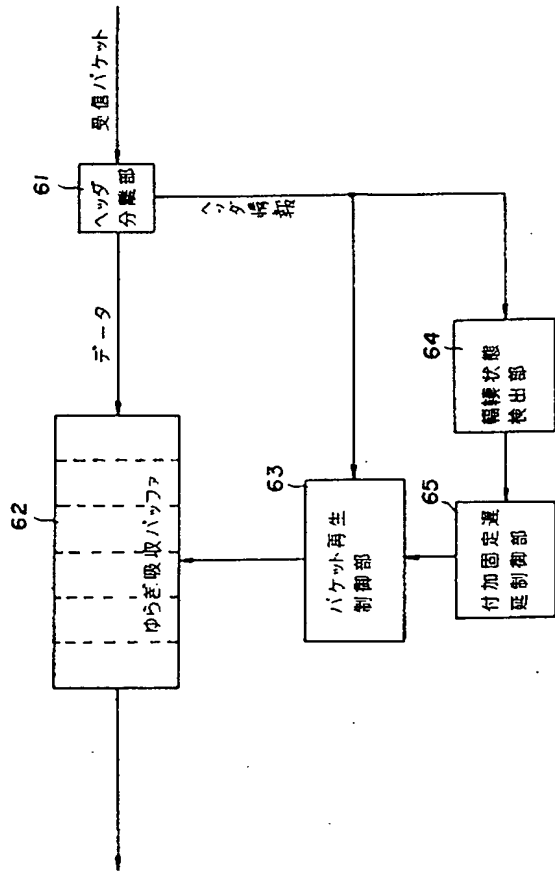 受信パケット
61
ヘッダ
分離部
ヘッダ
情報
データ
62
ゆらぎ吸収バッファ
63
パケット再生
制御部
64
輻輳状態
検出部
65
付加固定遅
延制御部